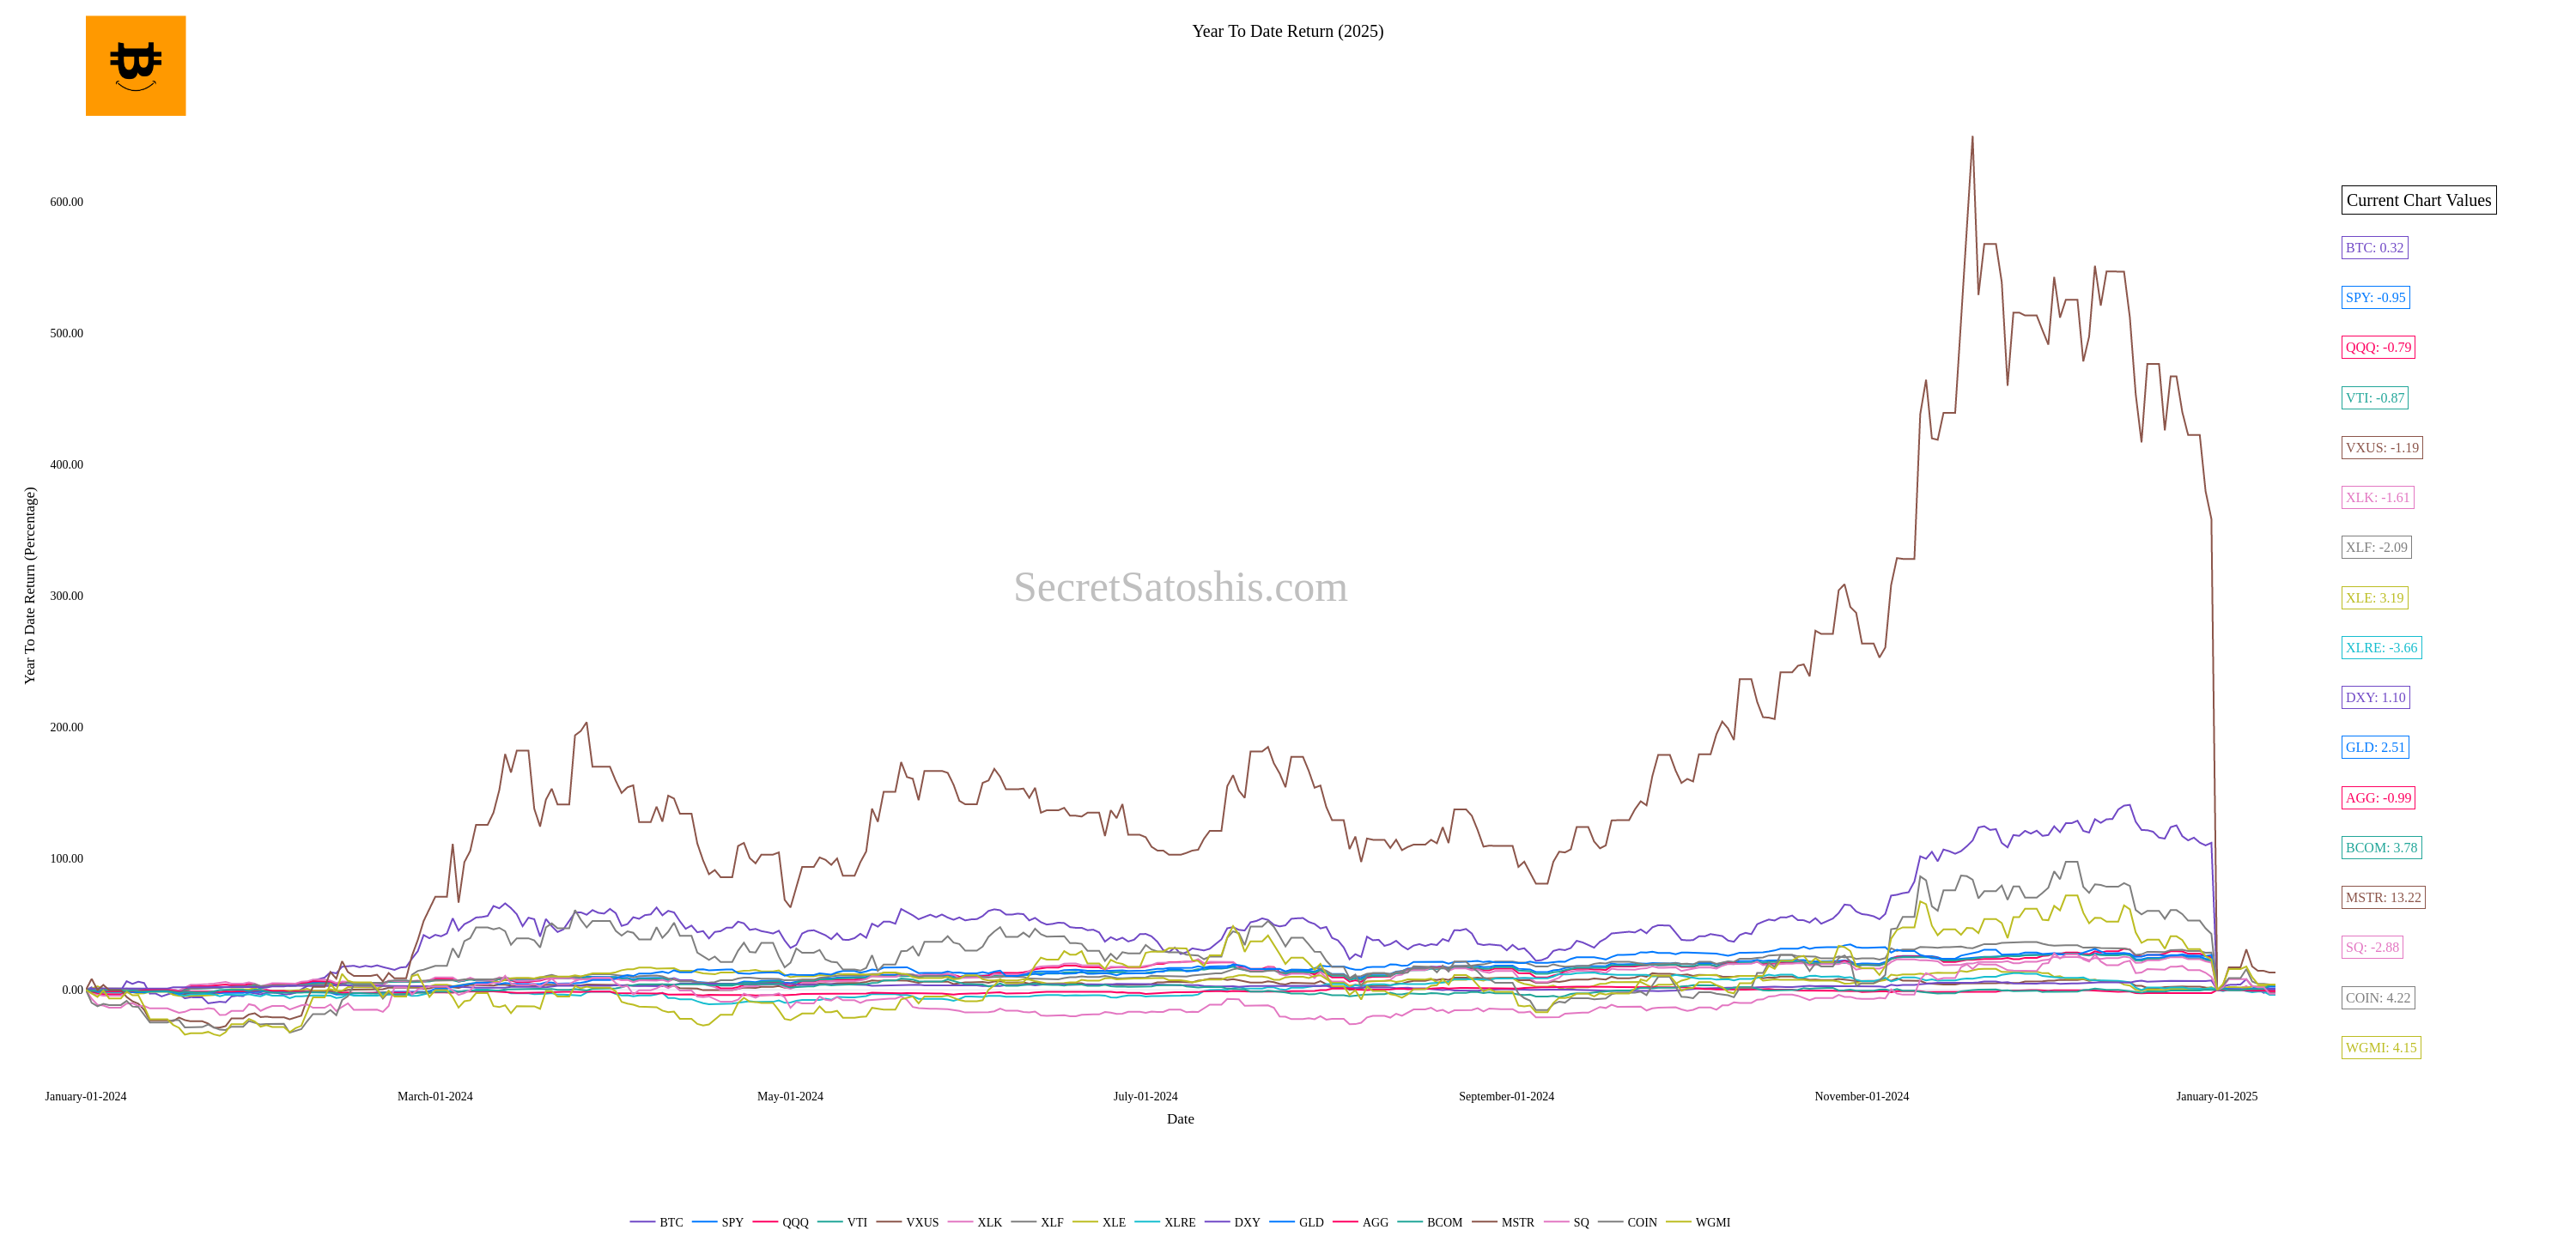 Year To Date Return (2025)
600.00
500.00
400.00
300.00
200.00
100.00
0.00
Year To Date Return (Percentage)
SecretSatoshis.com
Current Chart Values
BTC: 0.32
SPY: -0.95
QQQ: -0.79
VTI: -0.87
VXUS: -1.19
XLK: -1.61
XLF: -2.09
XLE: 3.19
XLRE: -3.66
DXY: 1.10
GLD: 2.51
AGG: -0.99
BCOM: 3.78
MSTR: 13.22
SQ: -2.88
COIN: 4.22
WGMI: 4.15
January-01-2024 March-01-2024 May-01-2024 July-01-2024 September-01-2024 November-01-2024 January-01-2025
Date
BTC SPY QQQ VTI VXUS XLK XLF XLE XLRE DXY GLD AGG BCOM MSTR SQ COIN WGMI